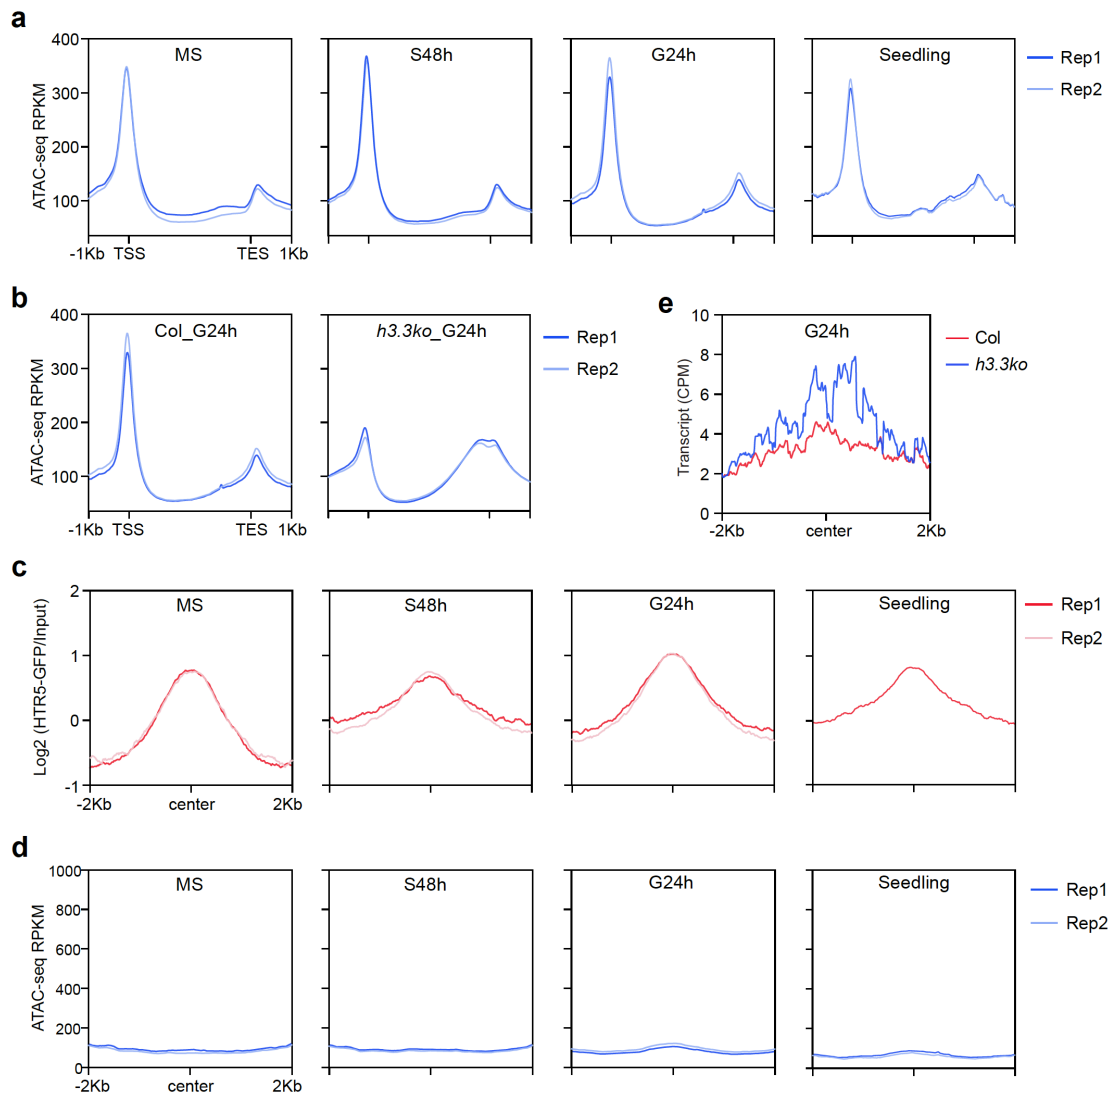 a
MS
S48h
G24h
Seedling
Rep1
Rep2
ATAC-seq RPKM
400
300
200
100
-1Kb TSS TES 1Kb
b
Col_G24h
h3.3ko_G24h
Rep1
Rep2
ATAC-seq RPKM
400
300
200
100
-1Kb TSS TES 1Kb
e
G24h
Col
h3.3ko
Transcript (CPM)
10
8
6
4
2
0
-2Kb center 2Kb
c
MS
S48h
G24h
Seedling
Rep1
Rep2
Log2 (HTR5-GFP/Input)
2
1
0
-1
-2Kb center 2Kb
d
MS
S48h
G24h
Seedling
Rep1
Rep2
ATAC-seq RPKM
1000
800
600
400
200
0
-2Kb center 2Kb